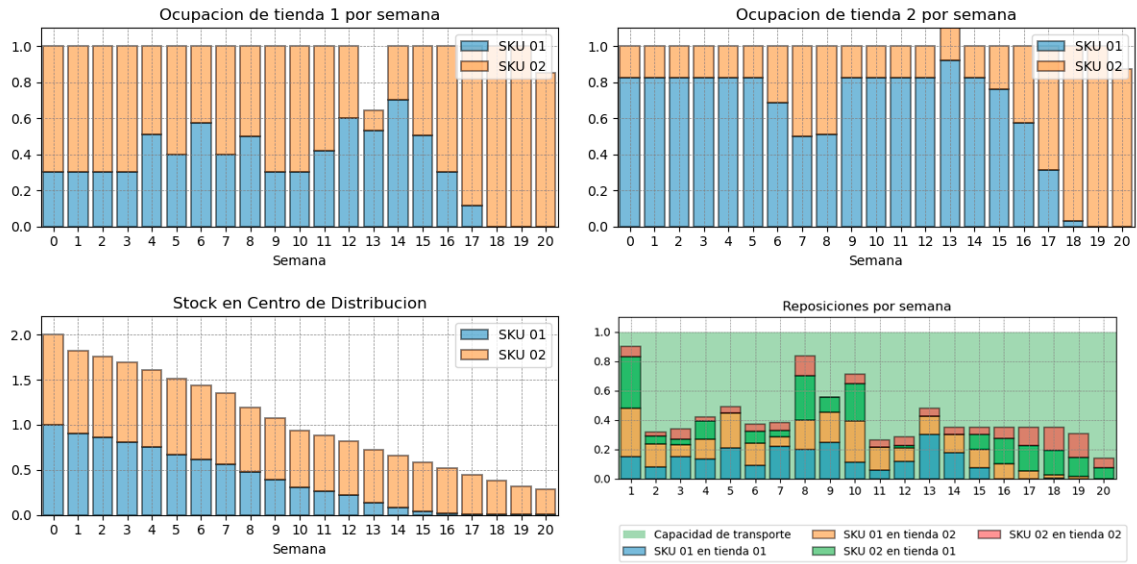 Ocupacion de tienda 1 por semana
1.0
0.8
0.6
0.4
0.2
0.0
SKU 01
SKU 02
0 1 2 3 4 5 6 7 8 9 10 11 12 13 14 15 16 17 18 19 20
Semana
Ocupacion de tienda 2 por semana
1.0
0.8
0.6
0.4
0.2
0.0
SKU 01
SKU 02
0 1 2 3 4 5 6 7 8 9 10 11 12 13 14 15 16 17 18 19 20
Semana
Stock en Centro de Distribucion
2.0
1.5
1.0
0.5
0.0
SKU 01
SKU 02
0 1 2 3 4 5 6 7 8 9 10 11 12 13 14 15 16 17 18 19 20
Semana
Reposiciones por semana
1.0
0.8
0.6
0.4
0.2
0.0
1 2 3 4 5 6 7 8 9 10 11 12 13 14 15 16 17 18 19 20
Capacidad de transporte
SKU 01 en tienda 01
SKU 01 en tienda 02
SKU 02 en tienda 01
SKU 02 en tienda 02